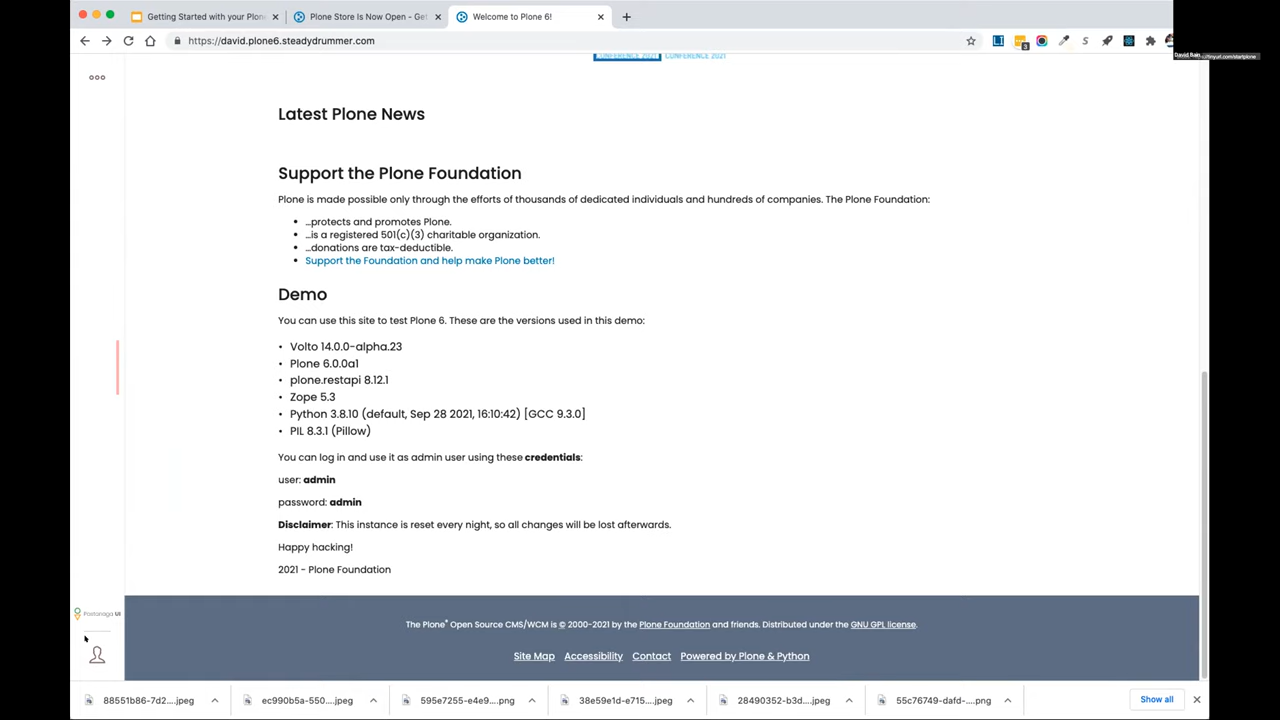 Getting Started with your Plone
Plone Store Is Now Open - Get
Welcome to Plone 6!
https://david.plone6.steadydrummer.com
3
David Bain
CONFERENCE 2021
CONFERENCE 2021
Latest Plone News
Support the Plone Foundation
Plone is made possible only through the efforts of thousands of dedicated individuals and hundreds of companies. The Plone Foundation:
• …protects and promotes Plone.
• …is a registered 501(c)(3) charitable organization.
• …donations are tax-deductible.
• Support the Foundation and help make Plone better!
Demo
You can use this site to test Plone 6. These are the versions used in this demo:
• Volto 14.0.0-alpha.23
• Plone 6.0.0a1
• plone.restapi 8.12.1
• Zope 5.3
• Python 3.8.10 (default, Sep 28 2021, 16:10:42) [GCC 9.3.0]
• PIL 8.3.1 (Pillow)
You can log in and use it as admin user using these credentials:
user: admin
password: admin
Disclaimer: This instance is reset every night, so all changes will be lost afterwards.
Happy hacking!
2021 - Plone Foundation
Pastanaga UI
The Plone® Open Source CMS/WCM is © 2000-2021 by the Plone Foundation and friends. Distributed under the GNU GPL license.
Site Map Accessibility Contact Powered by Plone & Python
88551b86-7d2....jpeg
ec990b5a-550....jpeg
595e7255-e4e9....png
38e59e1d-e715....jpeg
28490352-b3d....jpeg
55c76749-dafd-....png
Show all